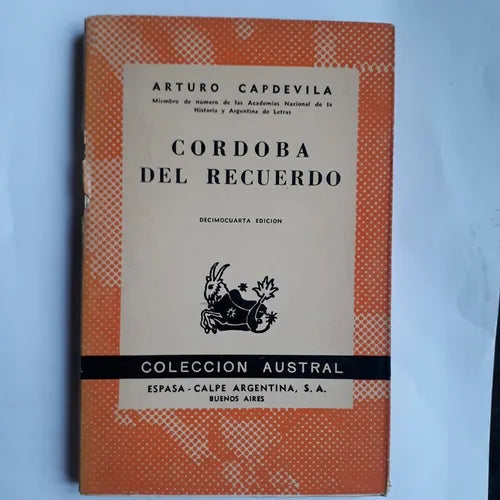 ARTURO CAPDEVILA
Miembro de número de las Academias Nacional de la
Historia y Argentina de Letras
CORDOBA
DEL RECUERDO
DECIMOCUARTA EDICION
COLECCION AUSTRAL
ESPASA - CALPE ARGENTINA, S. A.
BUENOS AIRES